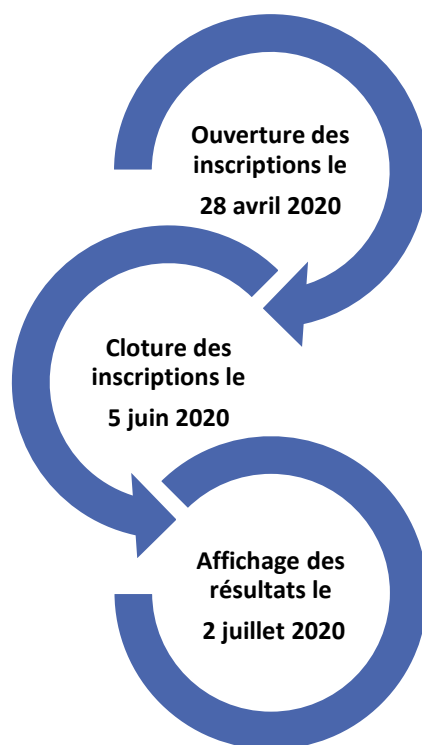 Ouverture des
inscriptions le
28 avril 2020
Cloture des
inscriptions le
5 juin 2020
Affichage des
résultats le
2 juillet 2020